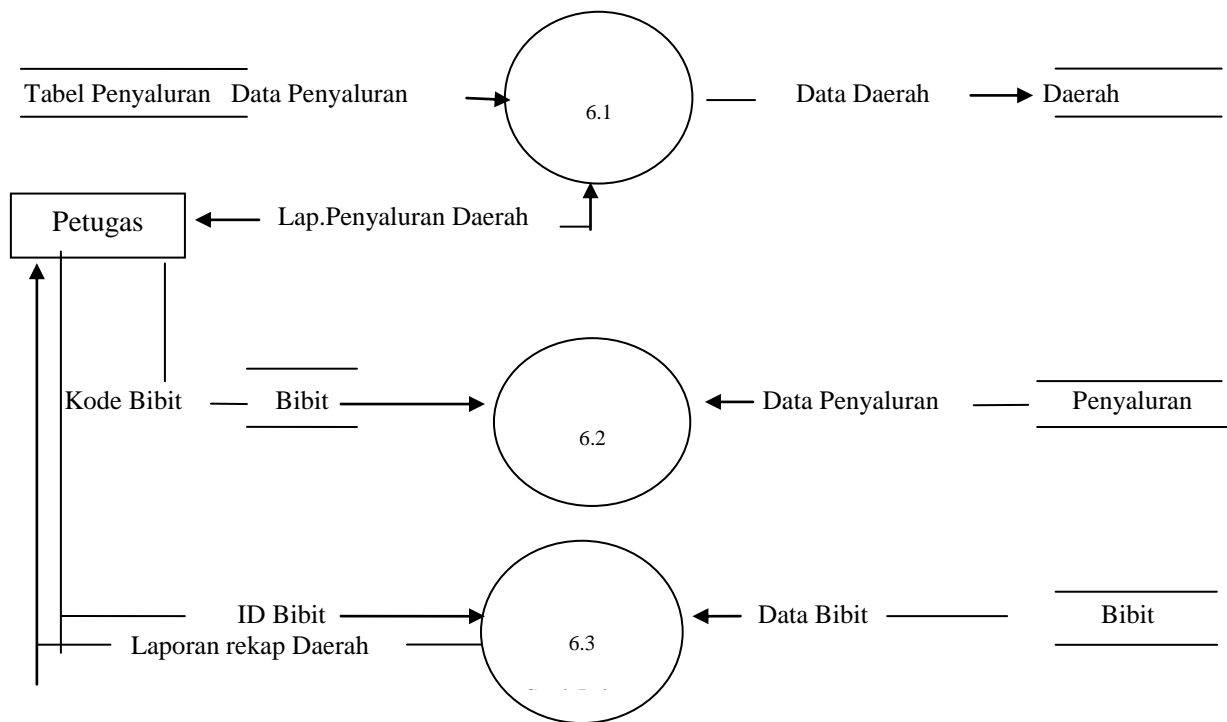 Tabel Penyaluran Data Penyaluran 6.1 Data Daerah Daerah
Petugas Lap.Penyaluran Daerah
Kode Bibit Bibit 6.2 Data Penyaluran Penyaluran
ID Bibit Data Bibit Bibit
Laporan rekap Daerah 6.3